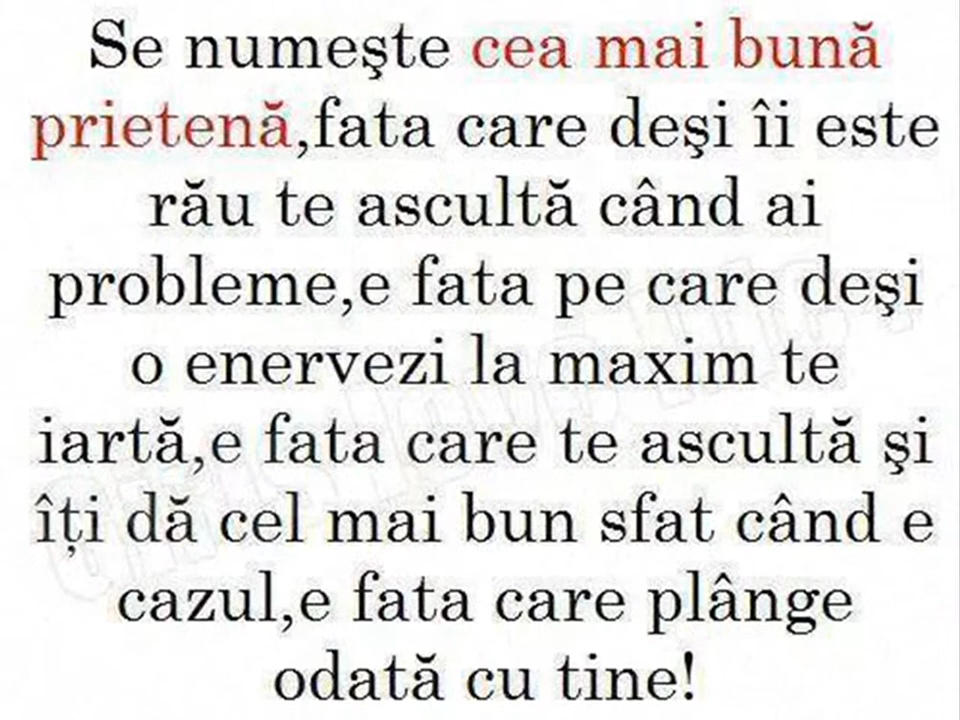 Se numeşte cea mai bună
prietenă,fata care deşi îi este
rău te ascultă când ai
probleme,e fata pe care deşi
o enervezi la maxim te
iartă,e fata care te ascultă şi
îți dă cel mai bun sfat când e
cazul,e fata care plânge
odată cu tine!